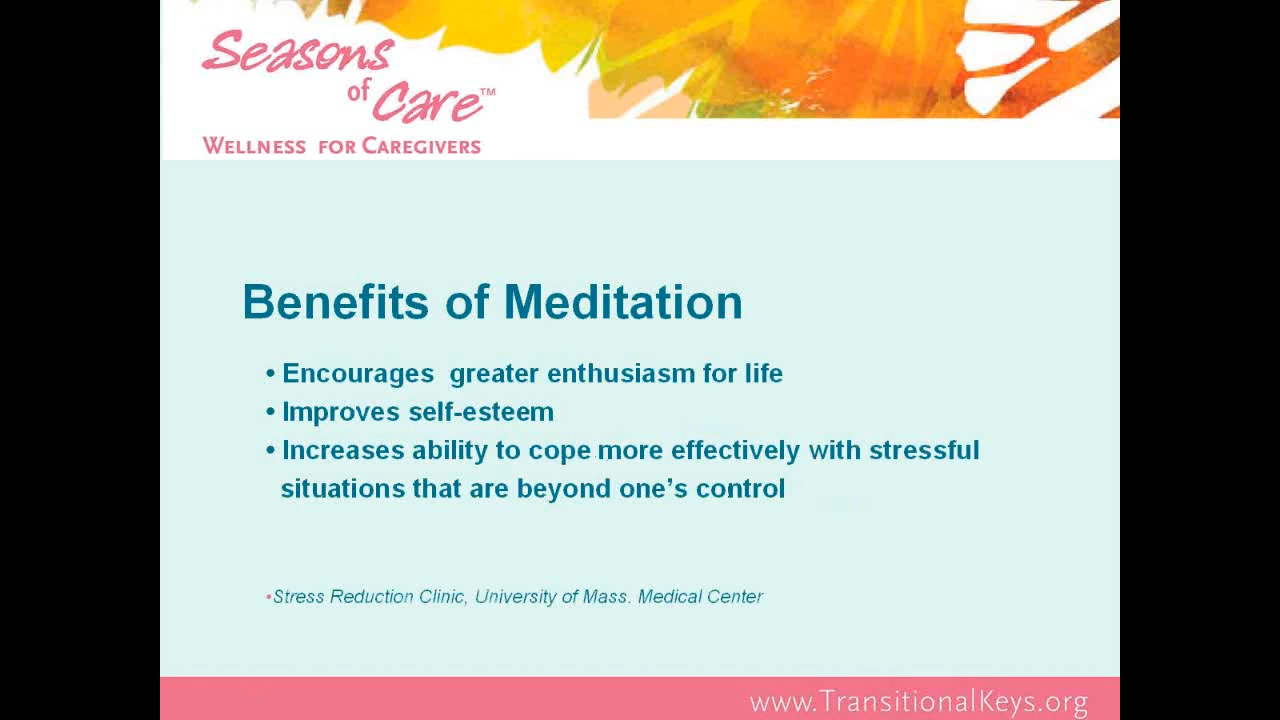 Seasons
of Care™
WELLNESS FOR CAREGIVERS
Benefits of Meditation
• Encourages  greater enthusiasm for life
• Improves self-esteem
• Increases ability to cope more effectively with stressful
situations that are beyond one’s control
•Stress Reduction Clinic, University of Mass. Medical Center
www.TransitionalKeys.org